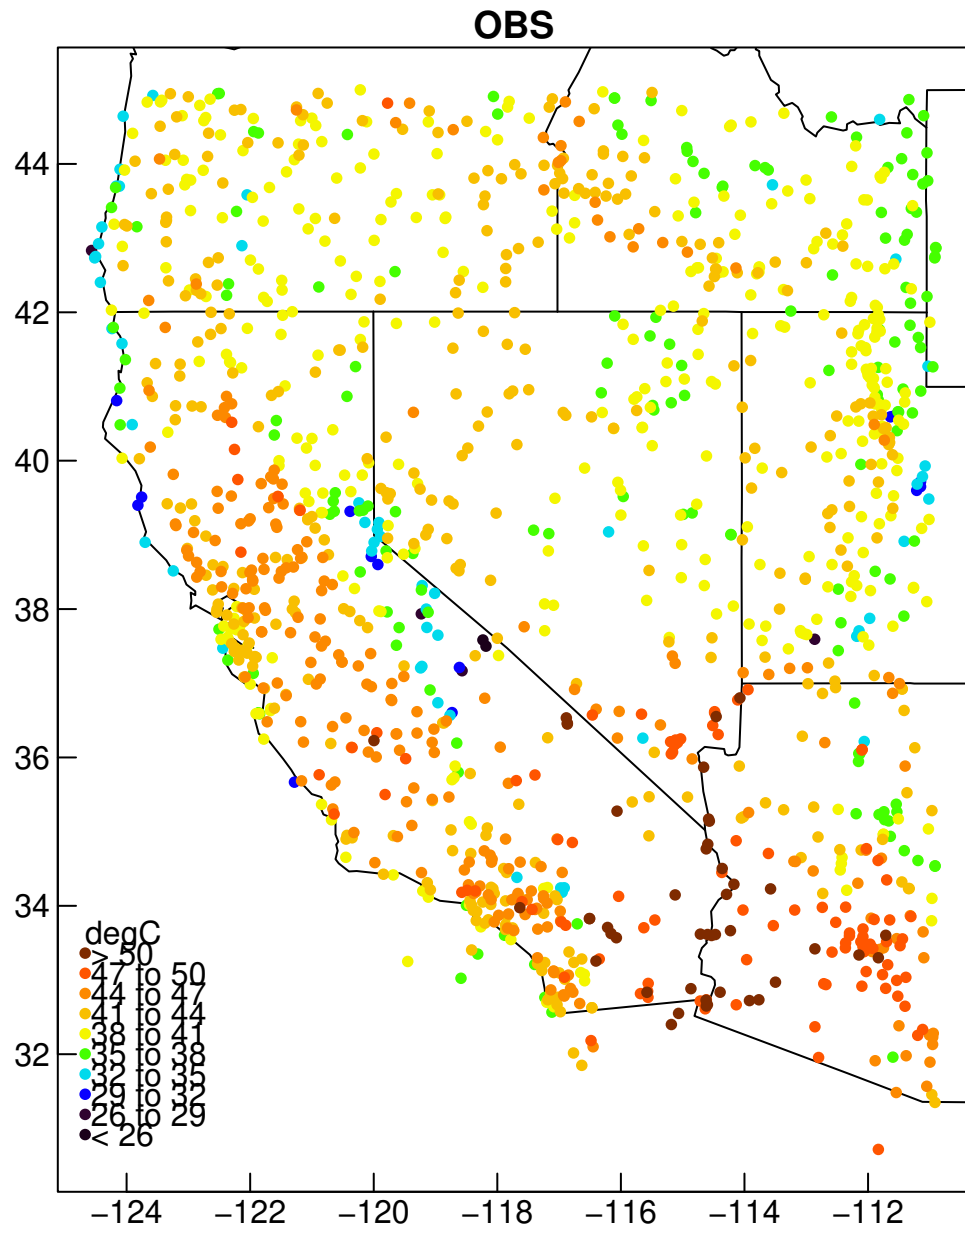 OBS
44
42
40
38
36
34
32
degC
> 50
47 to 50
44 to 47
41 to 44
38 to 41
35 to 38
32 to 35
29 to 32
26 to 29
< 26
−124 −122 −120 −118 −116 −114 −112